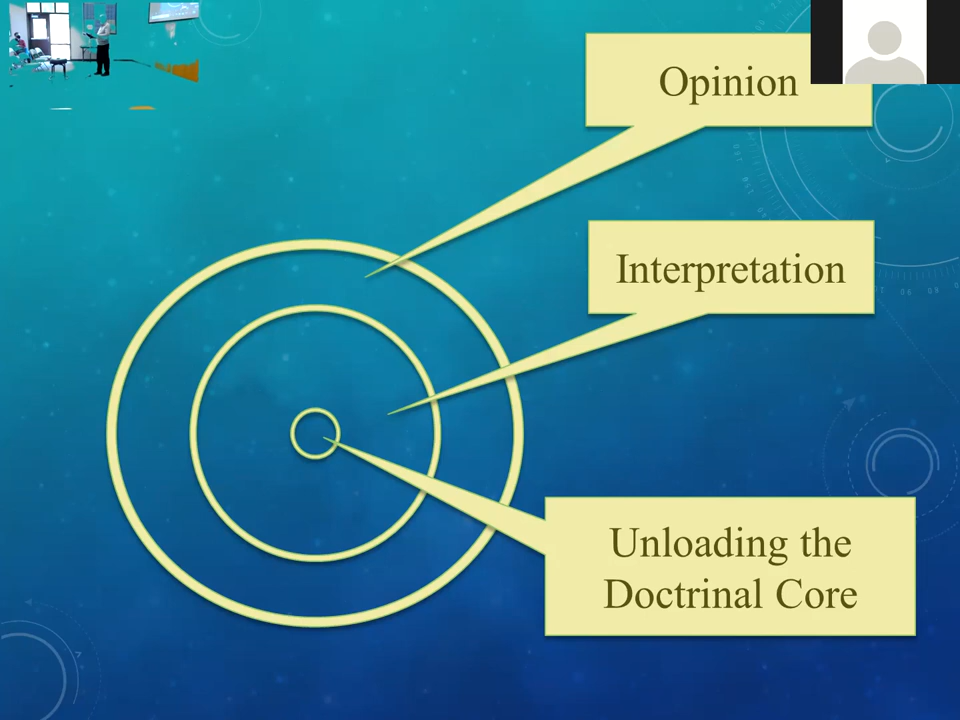 Opinion
Interpretation
Unloading the
Doctrinal Core